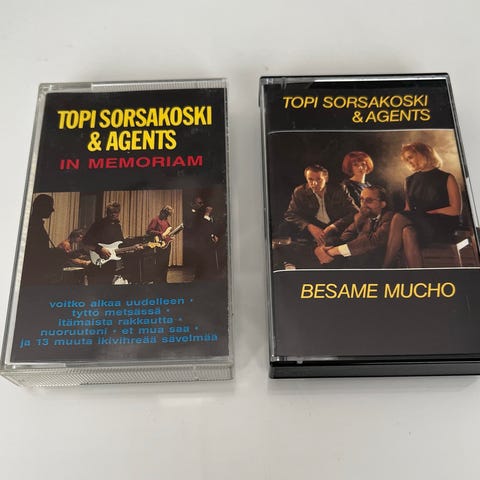 TOPI SORSAKOSKI
& AGENTS
IN MEMORIAM
voitko alkaa uudelleen •
tyttö metsässä •
itämaista rakkautta •
nuoruuteni • et mua saa •
ja 13 muuta ikivihreää sävelmää
TOPI SORSAKOSKI
& AGENTS
BESAME MUCHO